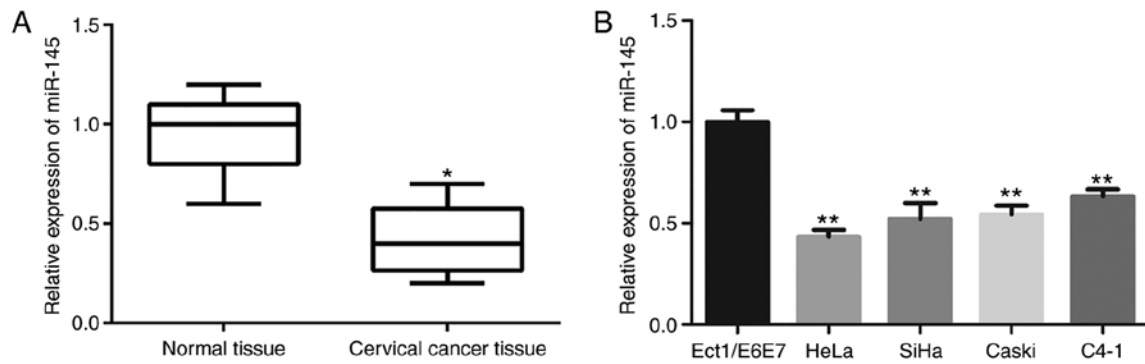 A
Relative expression of miR-145
1.5
1.0
0.5
0.0
*
Normal tissue
Cervical cancer tissue
B
Relative expression of miR-145
1.5
1.0
0.5
0.0
**
**
**
**
Ect1/E6E7
HeLa
SiHa
Caski
C4-1